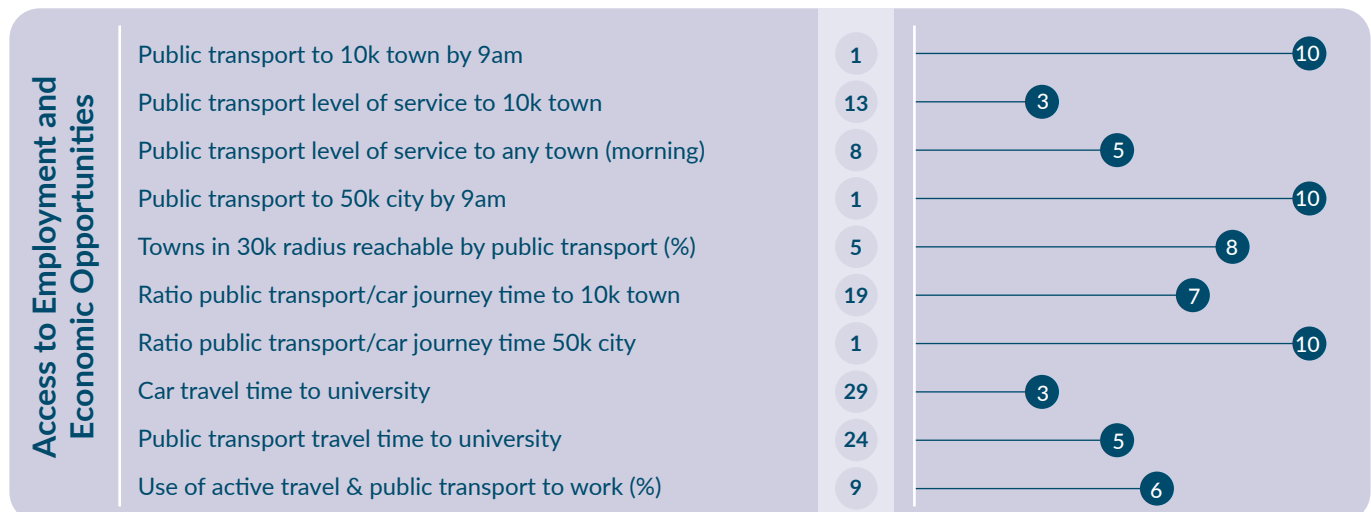 Access to Employment and
Economic Opportunities
Public transport to 10k town by 9am 1 10
Public transport level of service to 10k town 13 3
Public transport level of service to any town (morning) 8 5
Public transport to 50k city by 9am 1 10
Towns in 30k radius reachable by public transport (%) 5 8
Ratio public transport/car journey time to 10k town 19 7
Ratio public transport/car journey time 50k city 1 10
Car travel time to university 29 3
Public transport travel time to university 24 5
Use of active travel & public transport to work (%) 9 6